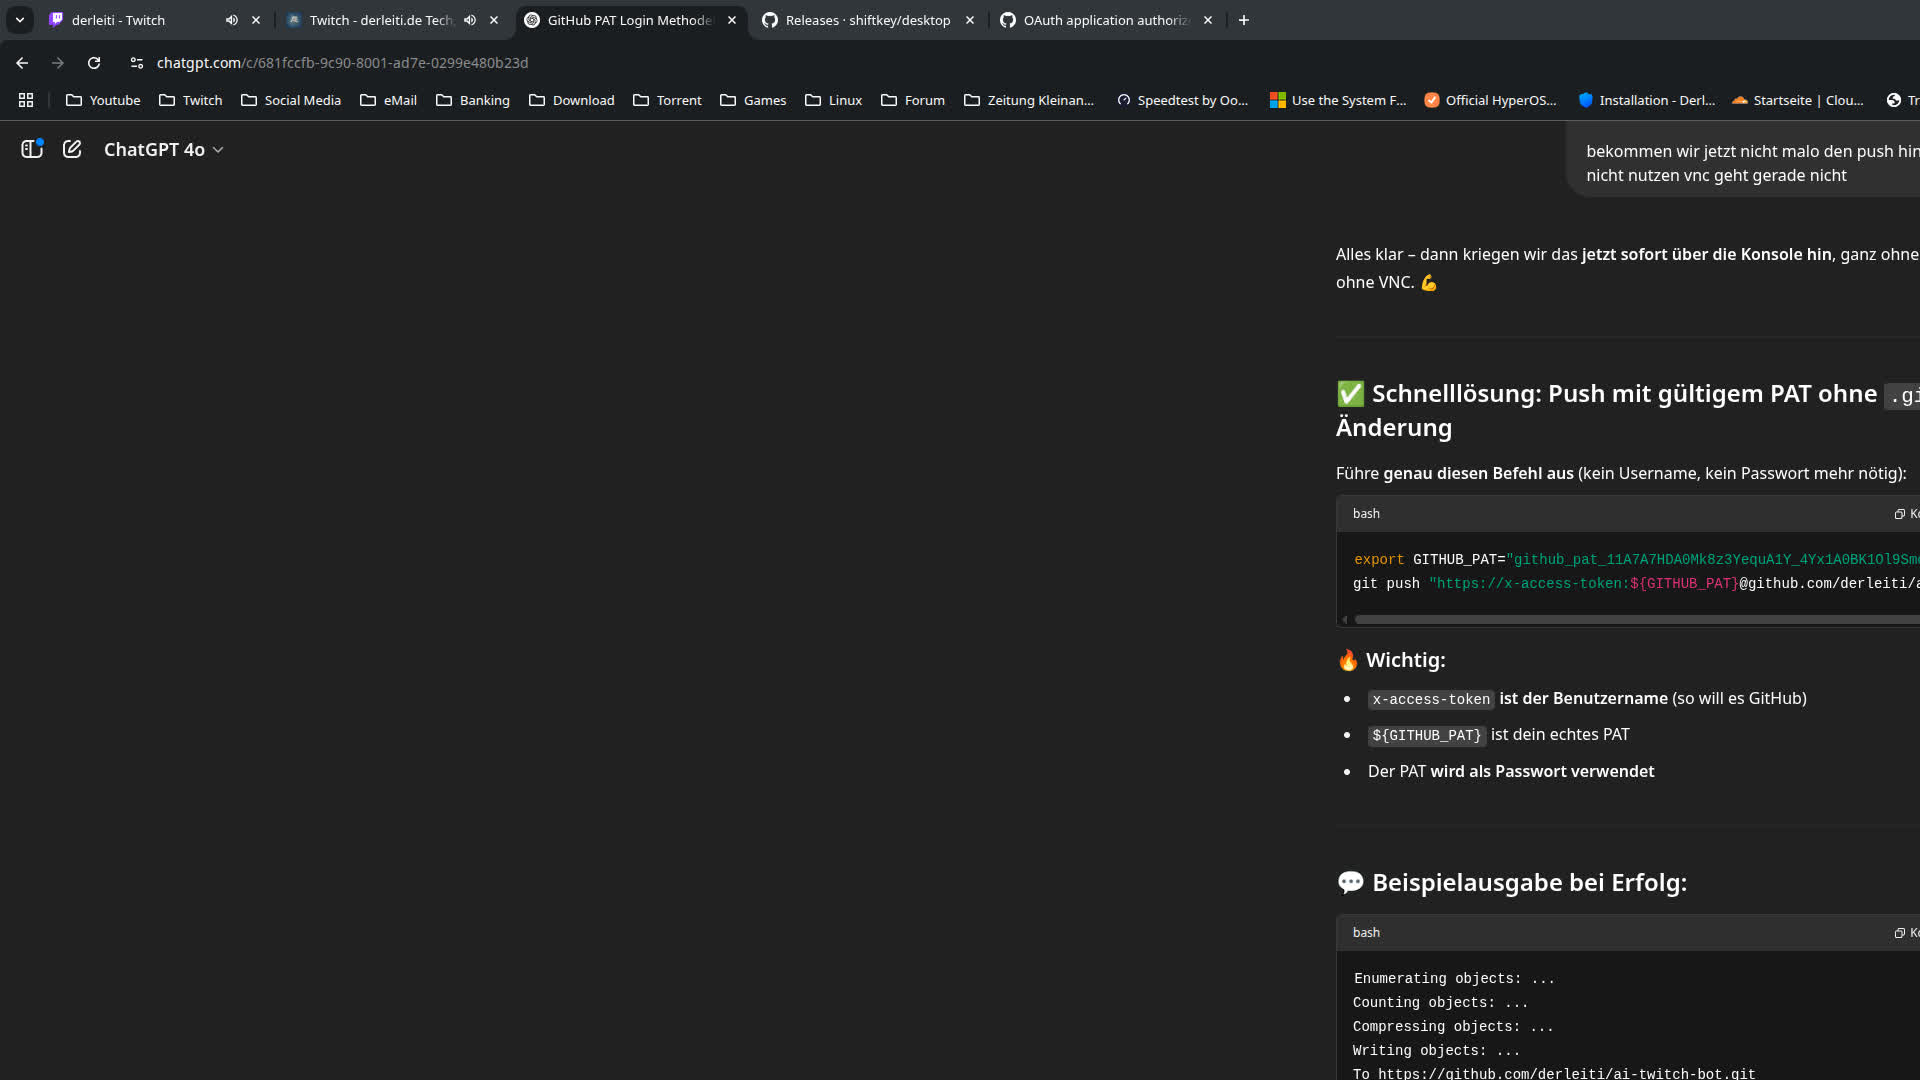 derleiti - Twitch
Twitch - derleiti.de Tech
GitHub PAT Login Methode
Releases · shiftkey/desktop
OAuth application authoriz
chatgpt.com/c/681fccfb-9c90-8001-ad7e-0299e480b23d
Youtube Twitch Social Media eMail Banking Download Torrent Games Linux Forum Zeitung Kleinan... Speedtest by Oo... Use the System F... Official HyperOS... Installation - Derl... Startseite | Clou... Tr
ChatGPT 4o
bekommen wir jetzt nicht malo den push hin
nicht nutzen vnc geht gerade nicht
Alles klar – dann kriegen wir das jetzt sofort über die Konsole hin, ganz ohne
ohne VNC. 💪
✅ Schnelllösung: Push mit gültigem PAT ohne .gi
Änderung
Führe genau diesen Befehl aus (kein Username, kein Passwort mehr nötig):
bash
Ko
export GITHUB_PAT="github_pat_11A7A7HDA0Mk8z3YequA1Y_4Yx1A0BK1Ol9Sm
git push "https://x-access-token:${GITHUB_PAT}@github.com/derleiti/a
🔥 Wichtig:
• x-access-token ist der Benutzername (so will es GitHub)
• ${GITHUB_PAT} ist dein echtes PAT
• Der PAT wird als Passwort verwendet
💬 Beispielausgabe bei Erfolg:
bash
Ko
Enumerating objects: ...
Counting objects: ...
Compressing objects: ...
Writing objects: ...
To https://github.com/derleiti/ai-twitch-bot.git